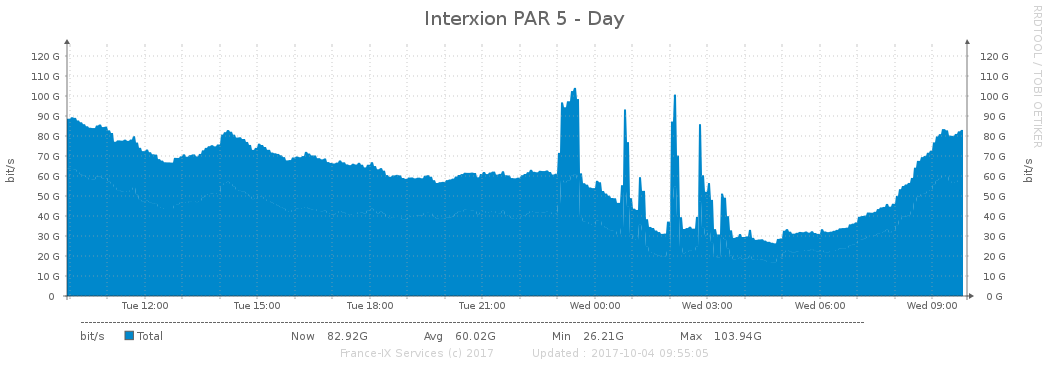 Interxion PAR 5 - Day
RRDTOOL / TOBI OETIKER
bit/s
120 G 120 G
110 G 110 G
100 G 100 G
90 G 90 G
80 G 80 G
70 G 70 G
60 G 60 G
50 G 50 G
40 G 40 G
30 G 30 G
20 G 20 G
10 G 10 G
0 0 G
bit/s
Tue 12:00 Tue 15:00 Tue 18:00 Tue 21:00 Wed 00:00 Wed 03:00 Wed 06:00 Wed 09:00
bit/s Total Now 82.92G Avg 60.02G Min 26.21G Max 103.94G
France-IX Services (c) 2017 Updated : 2017-10-04 09:55:05